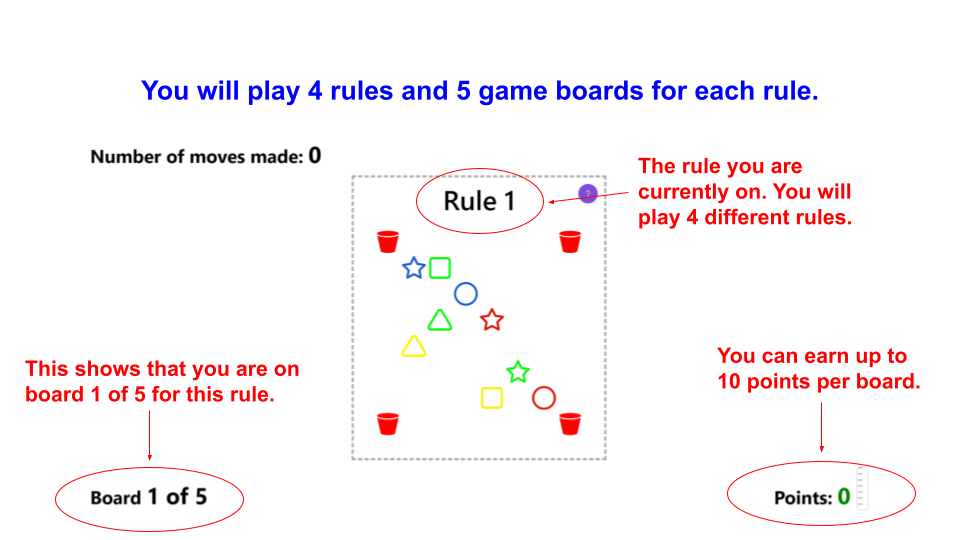 You will play 4 rules and 5 game boards for each rule.
Number of moves made: 0
Rule 1
?
The rule you are
currently on. You will
play 4 different rules.
This shows that you are on
board 1 of 5 for this rule.
You can earn up to
10 points per board.
Board 1 of 5
Points: 0